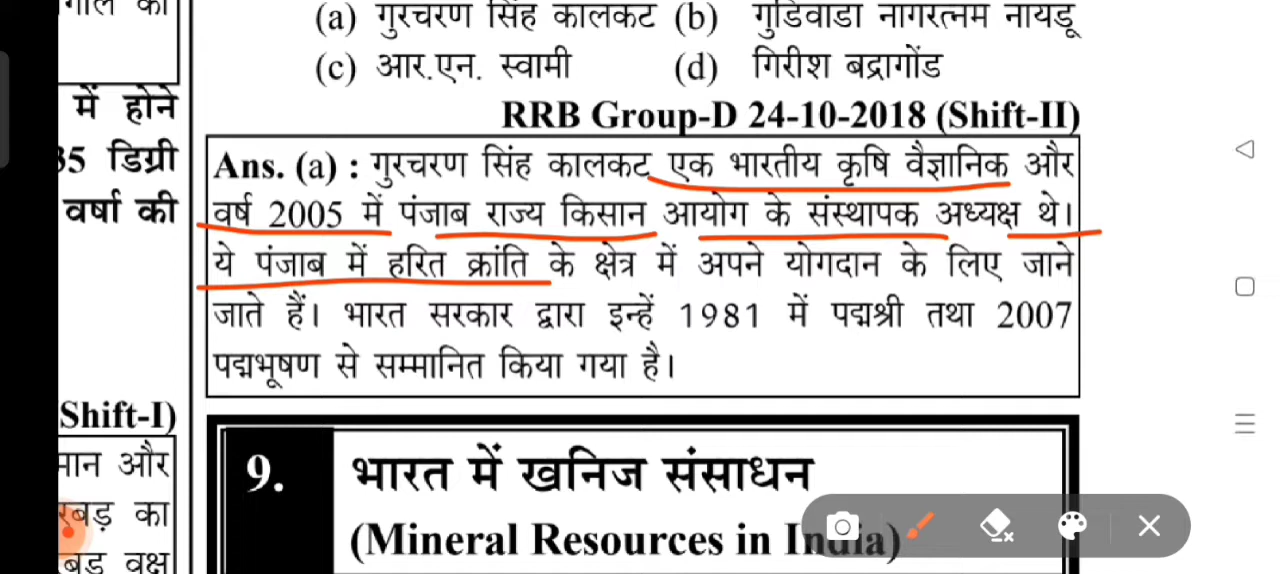 (a) गुरचरण सिंह कालकट (b) गुडिवाडा नागरत्नम नायडू
(c) आर.एन. स्वामी (d) गिरीश बद्रागोंड
RRB Group-D 24-10-2018 (Shift-II)
Ans. (a) : गुरचरण सिंह कालकट एक भारतीय कृषि वैज्ञानिक और
वर्ष 2005 में पंजाब राज्य किसान आयोग के संस्थापक अध्यक्ष थे।
ये पंजाब में हरित क्रांति के क्षेत्र में अपने योगदान के लिए जाने
जाते हैं। भारत सरकार द्वारा इन्हें 1981 में पद्मश्री तथा 2007
पद्मभूषण से सम्मानित किया गया है।
में होने
डिग्री
वर्षा की
Shift-I)
और
का
वृक्ष
9. भारत में खनिज संसाधन
(Mineral Resources in India)